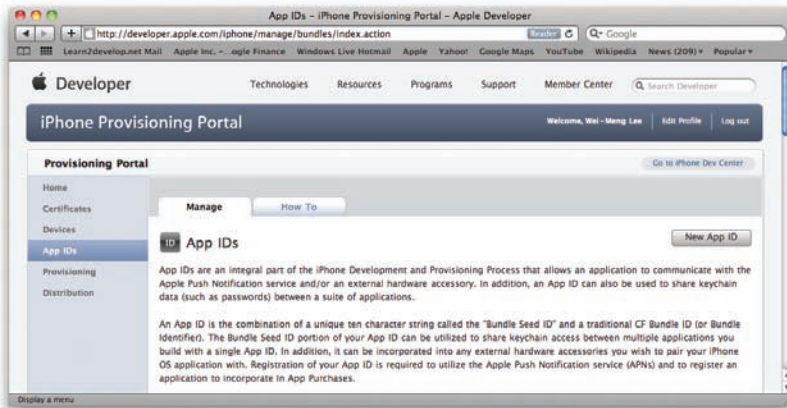 App IDs – iPhone Provisioning Portal – Apple Developer
http://developer.apple.com/iphone/manage/bundles/index.action Reader Google
Learn2develop.net Mail Apple Inc. – ...ogle Finance Windows Live Hotmail Apple Yahoo! Google Maps YouTube Wikipedia News (209) Popular
Developer Technologies Resources Programs Support Member Center Search Developer
iPhone Provisioning Portal Welcome, Wei-Meng Lee Edit Profile Log out
Provisioning Portal Go to iPhone Dev Center
Home
Certificates
Devices
App IDs
Provisioning
Distribution
Manage How To
ID App IDs New App ID
App IDs are an integral part of the iPhone Development and Provisioning Process that allows an application to communicate with the
Apple Push Notification service and/or an external hardware accessory. In addition, an App ID can also be used to share keychain
data (such as passwords) between a suite of applications.
An App ID is the combination of a unique ten character string called the "Bundle Seed ID" and a traditional CF Bundle ID (or Bundle
Identifier). The Bundle Seed ID portion of your App ID can be utilized to share keychain access between multiple applications you
build with a single App ID. In addition, it can be incorporated into any external hardware accessories you wish to pair your iPhone
OS application with. Registration of your App ID is required to utilize the Apple Push Notification service (APNs) and to register an
application to incorporate In App Purchases.
Display a menu